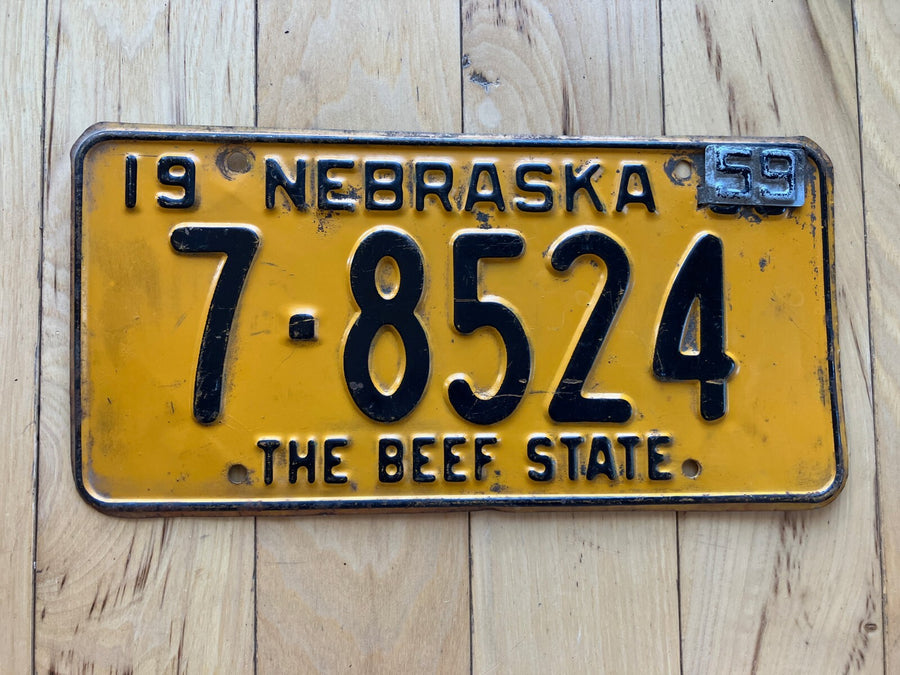 19 NEBRASKA 59
7-8524
THE BEEF STATE